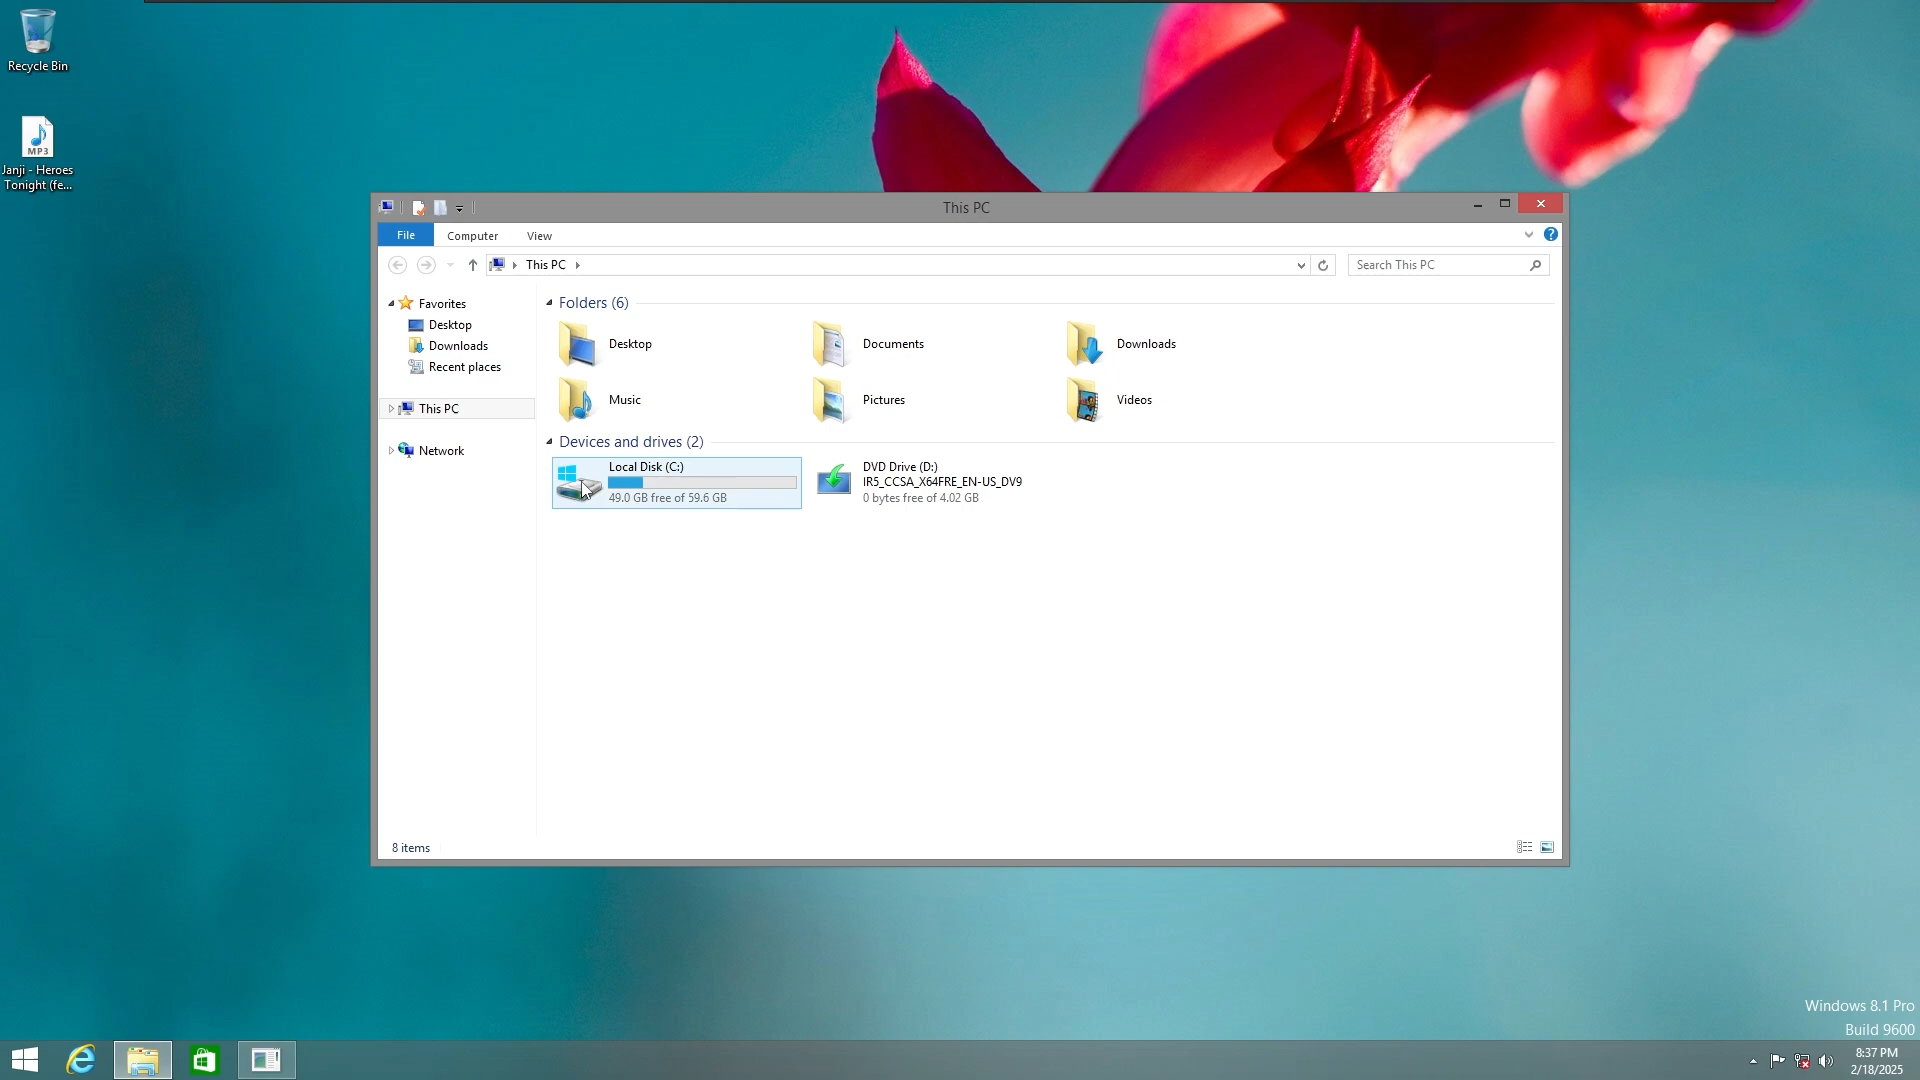 Recycle Bin
MP3
Janji - Heroes
Tonight (fe...
This PC
File
Computer
View
This PC
Search This PC
Favorites
Desktop
Downloads
Recent places
This PC
Network
Folders (6)
Desktop
Documents
Downloads
Music
Pictures
Videos
Devices and drives (2)
Local Disk (C:)
49.0 GB free of 59.6 GB
DVD Drive (D:)
IR5_CCSA_X64FRE_EN-US_DV9
0 bytes free of 4.02 GB
8 items
Windows 8.1 Pro
Build 9600
8:37 PM
2/18/2025